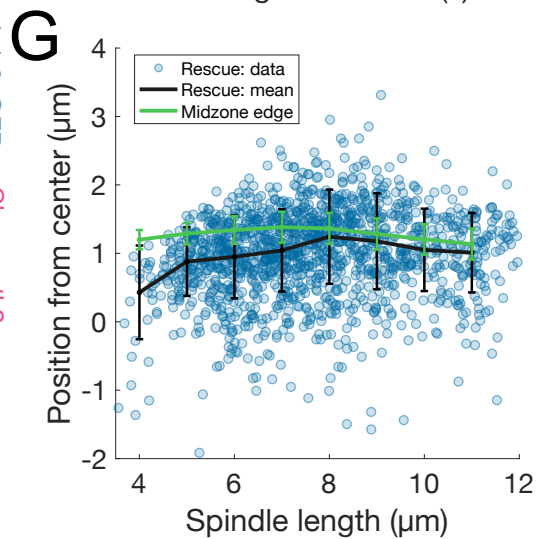 G
Rescue: data
Rescue: mean
Midzone edge
Position from center (µm)
4
3
2
1
0
-1
-2
4 6 8 10 12
Spindle length (µm)